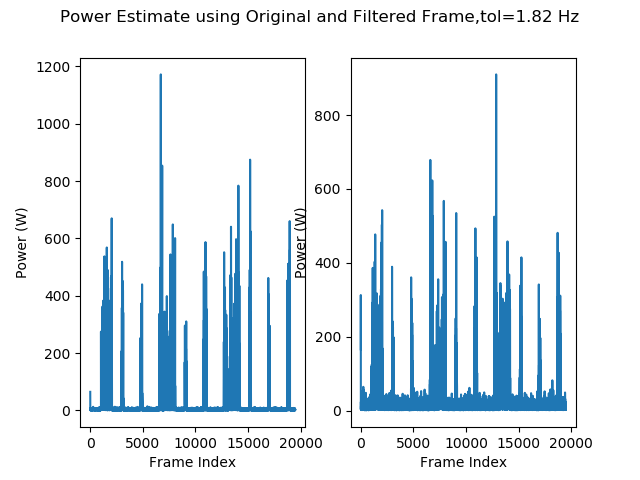 Power Estimate using Original and Filtered Frame,tol=1.82 Hz
1200
1000
800
600
400
200
0
Power (W)
0 5000 10000 15000 20000
Frame Index
800
600
400
200
0
Power (W)
0 5000 10000 15000 20000
Frame Index